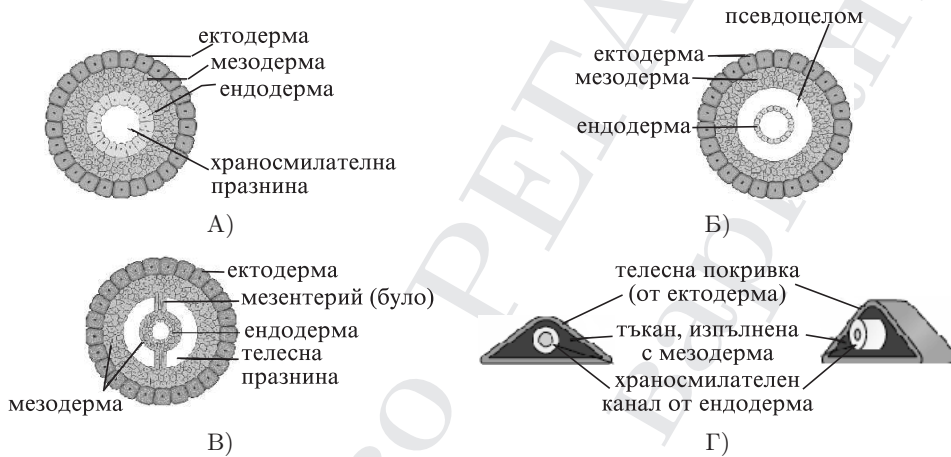 ектодерма
мезодерма
ендодерма
храносмилателна
празнина
А)
псевдоцелом
ектодерма
мезодерма
ендодерма
Б)
ектодерма
мезентерий (було)
ендодерма
телесна
празнина
мезодерма
В)
телесна покривка
(от ектодерма)
тъкан, изпълнена
с мезодерма
храносмилателен
канал от ендодерма
Г)